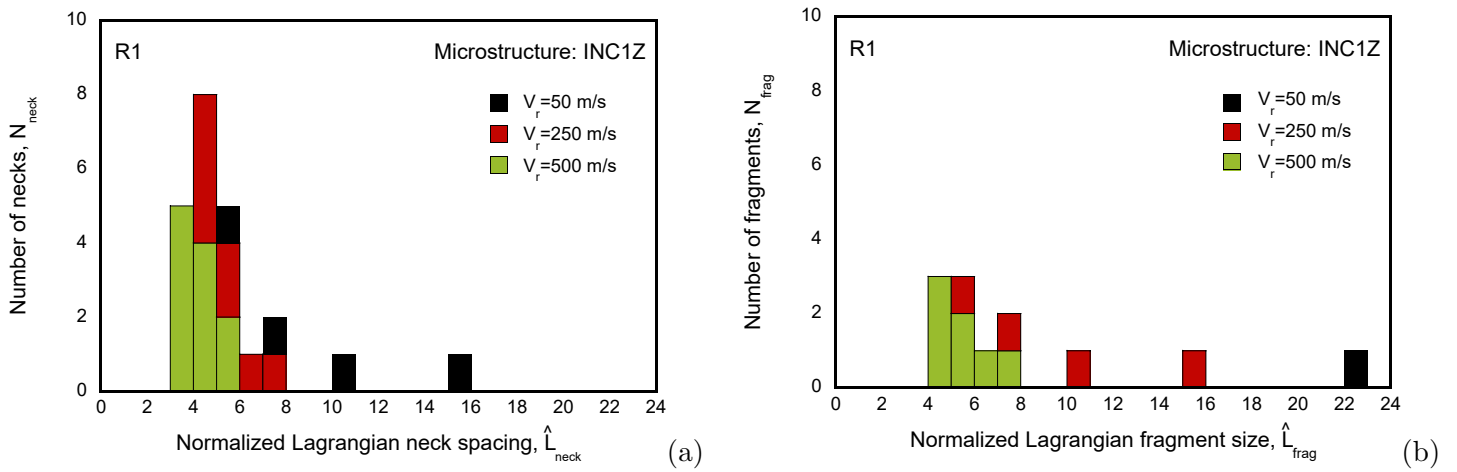 10
R1 Microstructure: INC1Z
8
V_r=50 m/s
V_r=250 m/s
6
V_r=500 m/s
4
2
0
0 2 4 6 8 10 12 14 16 18 20 22 24
Number of necks, N_neck
Normalized Lagrangian neck spacing, L̂_neck
(a)
10
R1 Microstructure: INC1Z
8
V_r=50 m/s
V_r=250 m/s
6
V_r=500 m/s
4
2
0
0 2 4 6 8 10 12 14 16 18 20 22 24
Number of fragments, N_frag
Normalized Lagrangian fragment size, L̂_frag
(b)